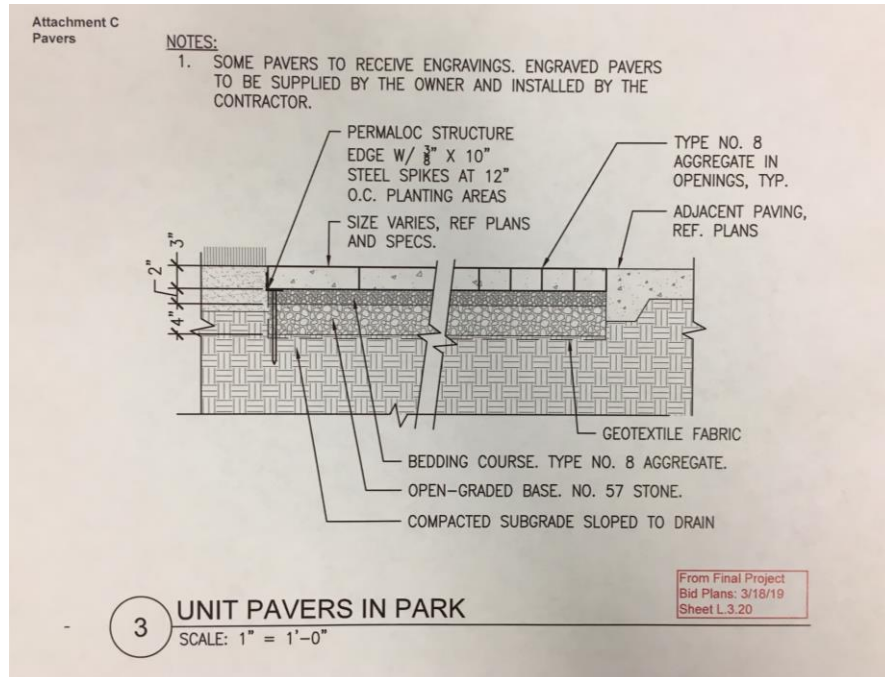 Attachment C
Pavers
NOTES:
1. SOME PAVERS TO RECEIVE ENGRAVINGS. ENGRAVED PAVERS
TO BE SUPPLIED BY THE OWNER AND INSTALLED BY THE
CONTRACTOR.
PERMALOC STRUCTURE
EDGE W/ 3/8" X 10"
STEEL SPIKES AT 12"
O.C. PLANTING AREAS
SIZE VARIES, REF PLANS
AND SPECS.
TYPE NO. 8
AGGREGATE IN
OPENINGS, TYP.
ADJACENT PAVING,
REF. PLANS
3"
2"
4"
GEOTEXTILE FABRIC
BEDDING COURSE. TYPE NO. 8 AGGREGATE.
OPEN-GRADED BASE. NO. 57 STONE.
COMPACTED SUBGRADE SLOPED TO DRAIN
From Final Project
Bid Plans: 3/18/19
Sheet L.3.20
3
UNIT PAVERS IN PARK
SCALE: 1" = 1'-0"